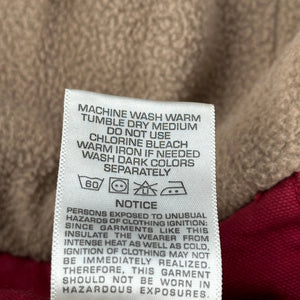 MACHINE WASH WARM
TUMBLE DRY MEDIUM
DO NOT USE
CHLORINE BLEACH
WARM IRON IF NEEDED
WASH DARK COLORS
SEPARATELY
60
NOTICE
PERSONS EXPOSED TO UNUSUAL
HAZARDS OF CLOTHING IGNITION:
SINCE GARMENTS LIKE THIS
INSULATE THE WEARER FROM
INTENSE HEAT AS WELL AS COLD,
IGNITION OF CLOTHING MAY NOT
BE IMMEDIATELY REALIZED.
THEREFORE, THIS GARMENT
SHOULD NOT BE WORN IN
HAZARDOUS EXPOSURES.